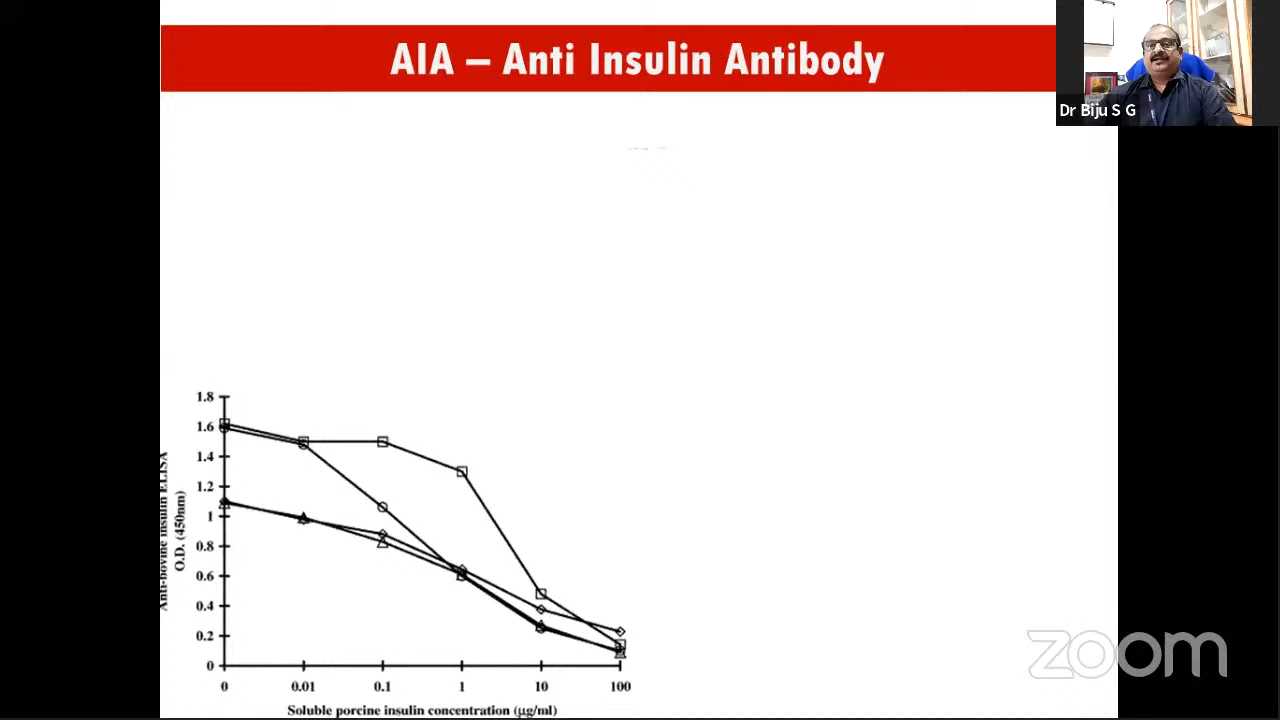 AIA – Anti Insulin Antibody
Dr Biju S G
1.8
1.6
1.4
1.2
1
0.8
0.6
0.4
0.2
0
Anti-bovine insulin ELISA
O.D. (450nm)
0 0.01 0.1 1 10 100
Soluble porcine insulin concentration (μg/ml)
zoom